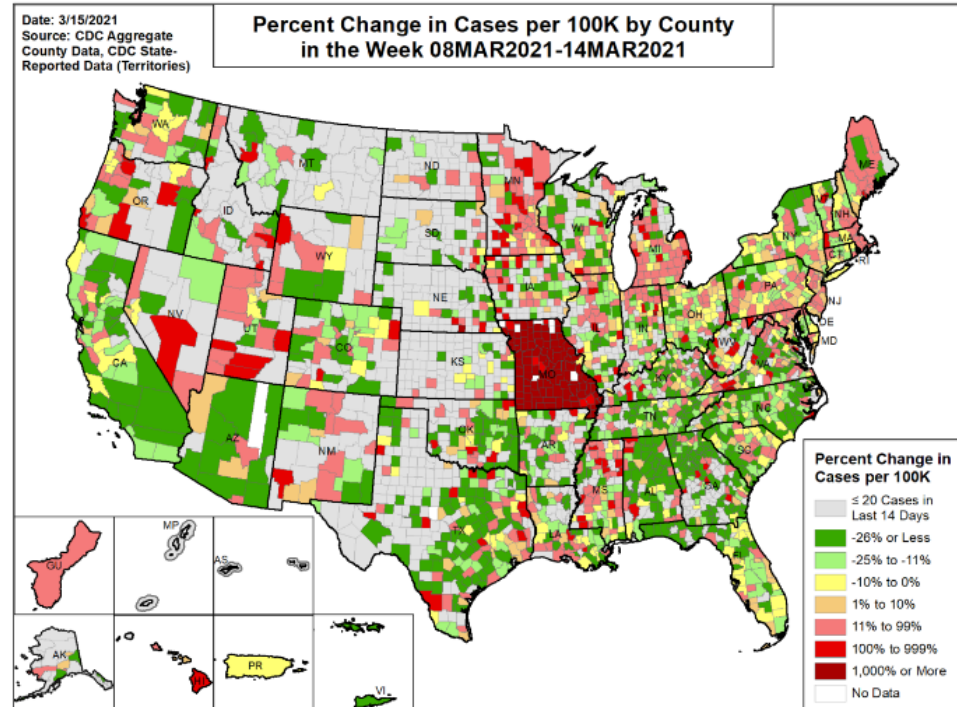 Date: 3/15/2021
Source: CDC Aggregate
County Data, CDC State-
Reported Data (Territories)
Percent Change in Cases per 100K by County
in the Week 08MAR2021-14MAR2021
WA
MT
ND
MN
ME
OR
ID
SD
WI
MI
NY
VT
NH
MA
CT
RI
WY
IA
NE
PA
NJ
NV
UT
CO
IL
IN
OH
DE
MD
CA
KS
MO
WV
VA
KY
AZ
NM
OK
AR
TN
NC
SC
MS
AL
GA
TX
LA
FL
GU
MP
AS
AK
HI
PR
VI
Percent Change in
Cases per 100K
≤ 20 Cases in
Last 14 Days
-26% or Less
-25% to -11%
-10% to 0%
1% to 10%
11% to 99%
100% to 999%
1,000% or More
No Data